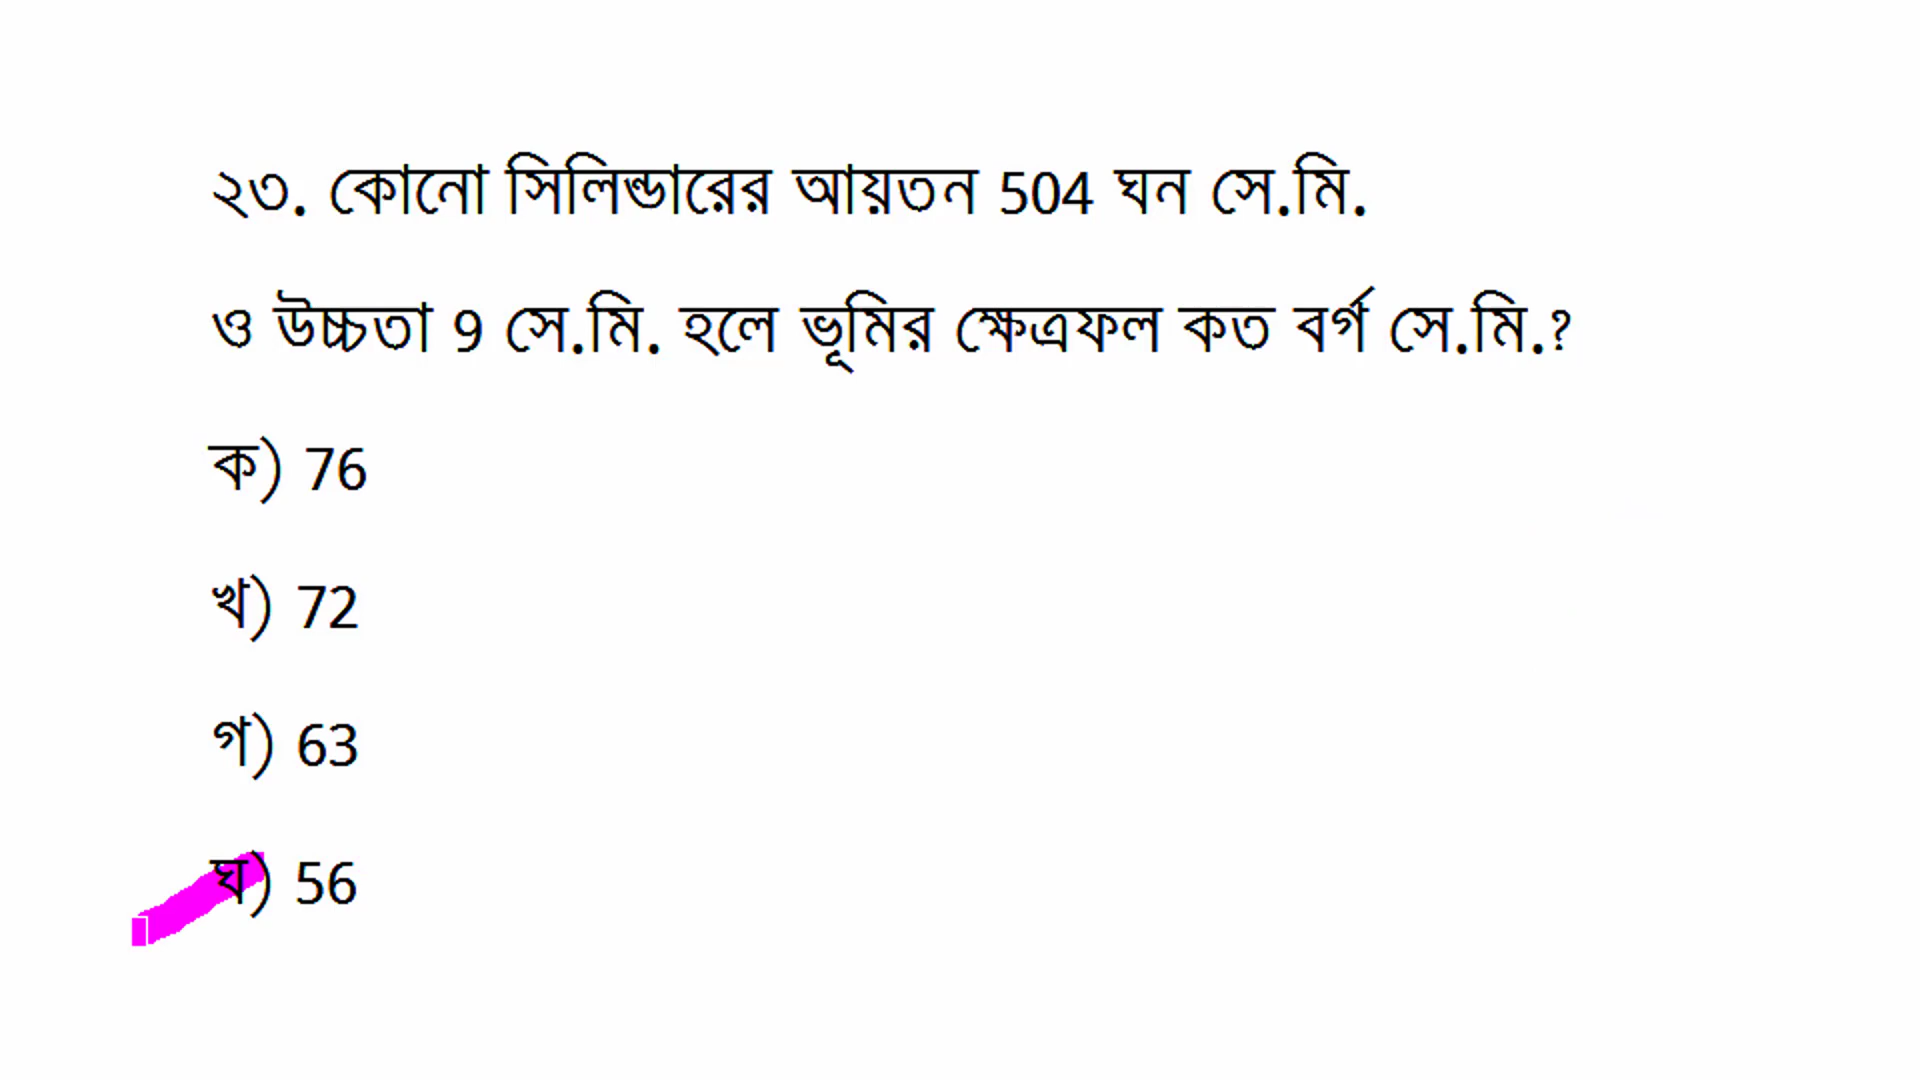 ২৩. কোনো সিলিন্ডারের আয়তন 504 ঘন সে.মি.
ও উচ্চতা 9 সে.মি. হলে ভূমির ক্ষেত্রফল কত বর্গ সে.মি.?
ক) 76
খ) 72
গ) 63
ঘ) 56